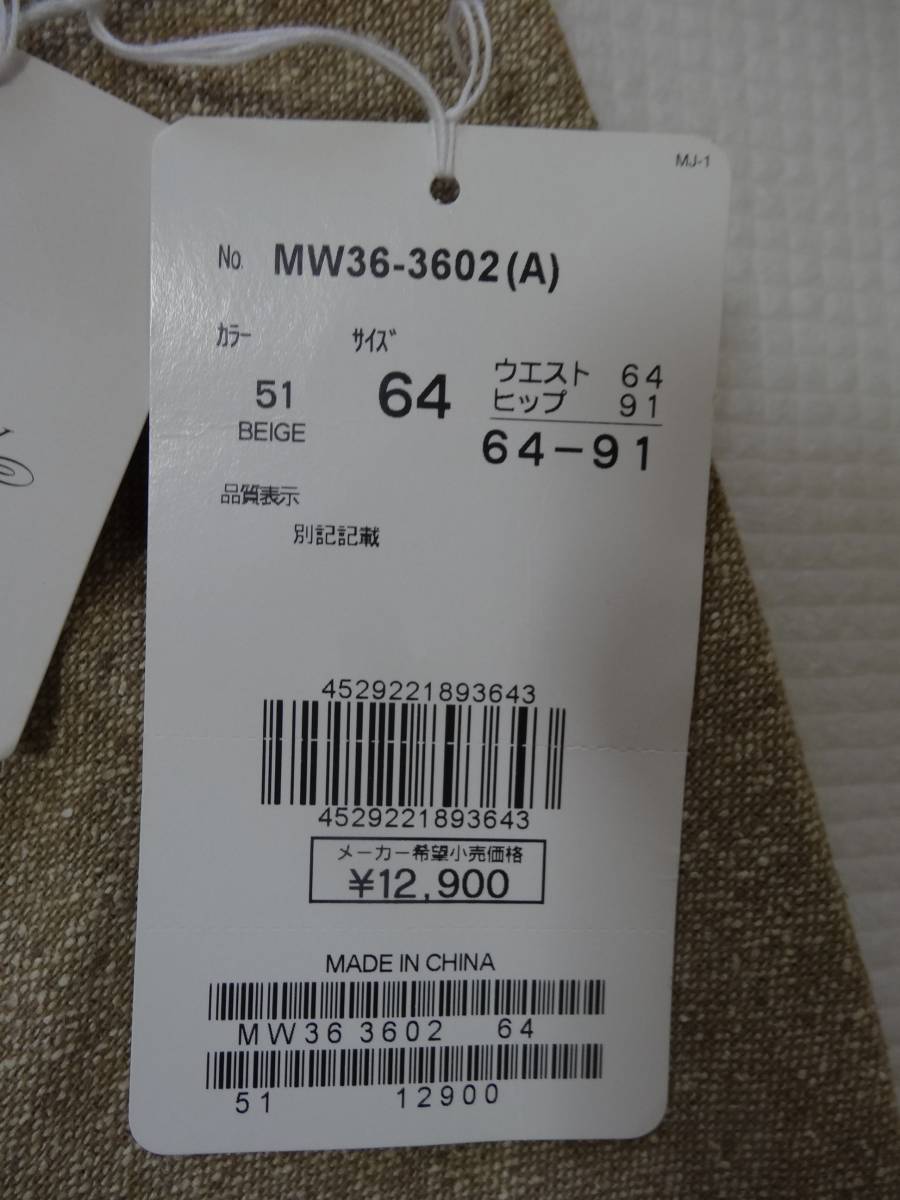 MJ-1
No. MW36-3602(A)
カラー サイズ
51 64 ウエスト 64
BEIGE ヒップ 91
64-91
品質表示
別記記載
4529221893643
4529221893643
メーカー希望小売価格
¥12,900
MADE IN CHINA
MW36 3602 64
51 12900